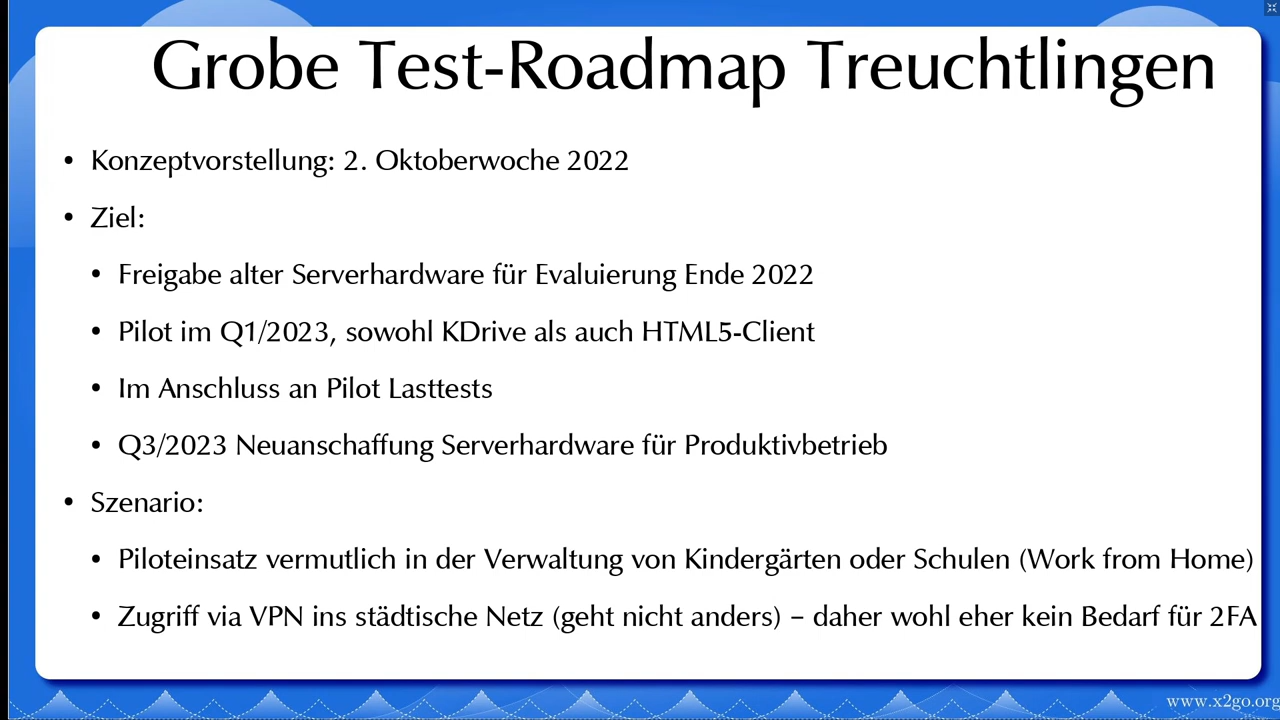 Grobe Test-Roadmap Treuchtlingen
• Konzeptvorstellung: 2. Oktoberwoche 2022
• Ziel:
• Freigabe alter Serverhardware für Evaluierung Ende 2022
• Pilot im Q1/2023, sowohl KDrive als auch HTML5-Client
• Im Anschluss an Pilot Lasttests
• Q3/2023 Neuanschaffung Serverhardware für Produktivbetrieb
• Szenario:
• Piloteinsatz vermutlich in der Verwaltung von Kindergärten oder Schulen (Work from Home)
• Zugriff via VPN ins städtische Netz (geht nicht anders) – daher wohl eher kein Bedarf für 2FA
www.x2go.org